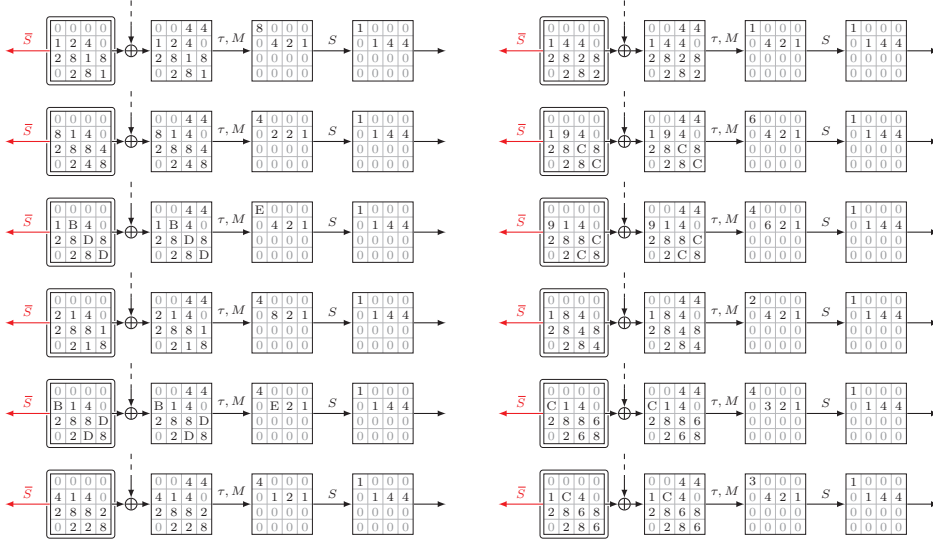 0 0 0 0 0 0 4 4 8 0 0 0 1 0 0 0 0 0 0 0 0 0 4 4 1 0 0 0 1 0 0 0
S̄ 1 2 4 0 1 2 4 0 τ, M 0 4 2 1 S 0 1 4 4 S̄ 1 4 4 0 1 4 4 0 τ, M 0 4 2 1 S 0 1 4 4
2 8 1 8 2 8 1 8 0 0 0 0 0 0 0 0 2 8 2 8 2 8 2 8 0 0 0 0 0 0 0 0
0 2 8 1 0 2 8 1 0 0 0 0 0 0 0 0 0 2 8 2 0 2 8 2 0 0 0 0 0 0 0 0
0 0 0 0 0 0 4 4 4 0 0 0 1 0 0 0 0 0 0 0 0 0 4 4 6 0 0 0 1 0 0 0
S̄ 8 1 4 0 8 1 4 0 τ, M 0 2 2 1 S 0 1 4 4 S̄ 1 9 4 0 1 9 4 0 τ, M 0 4 2 1 S 0 1 4 4
2 8 8 4 2 8 8 4 0 0 0 0 0 0 0 0 2 8 C 8 2 8 C 8 0 0 0 0 0 0 0 0
0 2 4 8 0 2 4 8 0 0 0 0 0 0 0 0 0 2 8 C 0 2 8 C 0 0 0 0 0 0 0 0
0 0 0 0 0 0 4 4 E 0 0 0 1 0 0 0 0 0 0 0 0 0 4 4 4 0 0 0 1 0 0 0
S̄ 1 B 4 0 1 B 4 0 τ, M 0 4 2 1 S 0 1 4 4 S̄ 9 1 4 0 9 1 4 0 τ, M 0 6 2 1 S 0 1 4 4
2 8 D 8 2 8 D 8 0 0 0 0 0 0 0 0 2 8 8 C 2 8 8 C 0 0 0 0 0 0 0 0
0 2 8 D 0 2 8 D 0 0 0 0 0 0 0 0 0 2 C 8 0 2 C 8 0 0 0 0 0 0 0 0
0 0 0 0 0 0 4 4 4 0 0 0 1 0 0 0 0 0 0 0 0 0 4 4 2 0 0 0 1 0 0 0
S̄ 2 1 4 0 2 1 4 0 τ, M 0 8 2 1 S 0 1 4 4 S̄ 1 8 4 0 1 8 4 0 τ, M 0 4 2 1 S 0 1 4 4
2 8 8 1 2 8 8 1 0 0 0 0 0 0 0 0 2 8 4 8 2 8 4 8 0 0 0 0 0 0 0 0
0 2 1 8 0 2 1 8 0 0 0 0 0 0 0 0 0 2 8 4 0 2 8 4 0 0 0 0 0 0 0 0
0 0 0 0 0 0 4 4 4 0 0 0 1 0 0 0 0 0 0 0 0 0 4 4 4 0 0 0 1 0 0 0
S̄ B 1 4 0 B 1 4 0 τ, M 0 E 2 1 S 0 1 4 4 S̄ C 1 4 0 C 1 4 0 τ, M 0 3 2 1 S 0 1 4 4
2 8 8 D 2 8 8 D 0 0 0 0 0 0 0 0 2 8 8 6 2 8 8 6 0 0 0 0 0 0 0 0
0 2 D 8 0 2 D 8 0 0 0 0 0 0 0 0 0 2 6 8 0 2 6 8 0 0 0 0 0 0 0 0
0 0 0 0 0 0 4 4 4 0 0 0 1 0 0 0 0 0 0 0 0 0 4 4 3 0 0 0 1 0 0 0
S̄ 4 1 4 0 4 1 4 0 τ, M 0 1 2 1 S 0 1 4 4 S̄ 1 C 4 0 1 C 4 0 τ, M 0 4 2 1 S 0 1 4 4
2 8 8 2 2 8 8 2 0 0 0 0 0 0 0 0 2 8 6 8 2 8 6 8 0 0 0 0 0 0 0 0
0 2 2 8 0 2 2 8 0 0 0 0 0 0 0 0 0 2 8 6 0 2 8 6 0 0 0 0 0 0 0 0